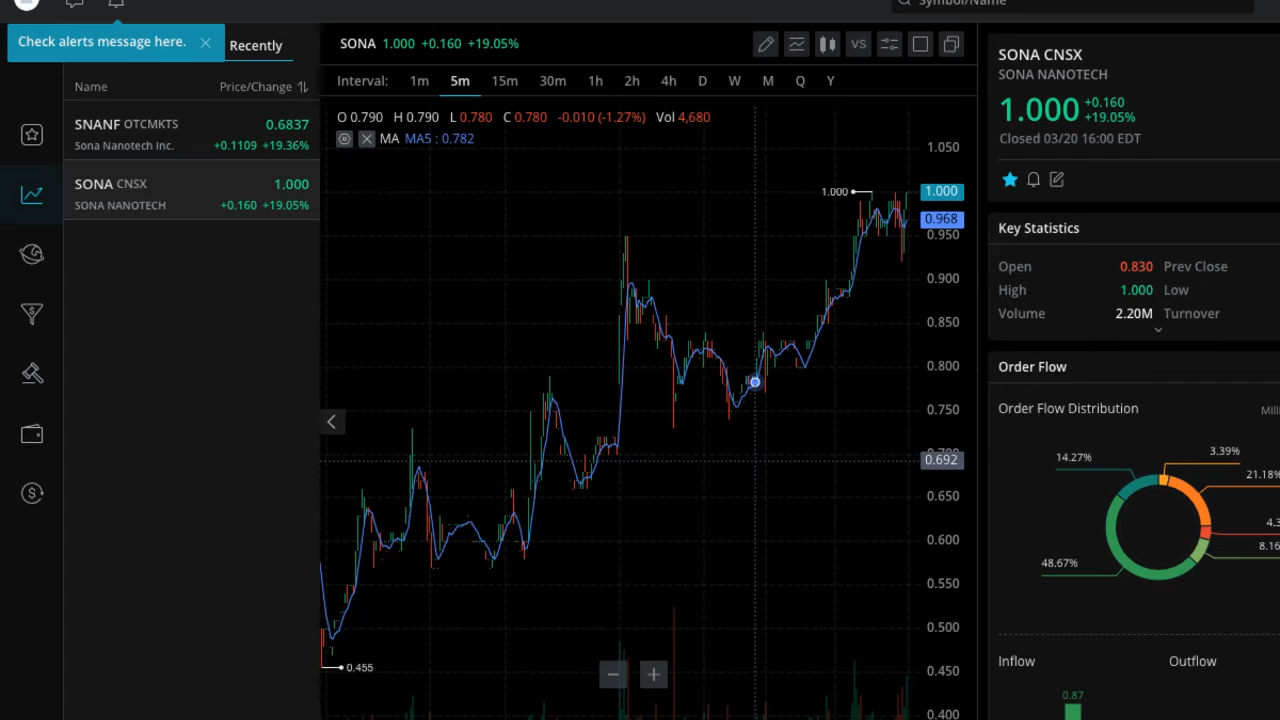 Symbol/Name
Check alerts message here.
Recently
Name Price/Change
SNANF OTCMKTS 0.6837
Sona Nanotech Inc. +0.1109 +19.36%
SONA CNSX 1.000
SONA NANOTECH +0.160 +19.05%
SONA 1.000 +0.160 +19.05%
VS
Interval: 1m 5m 15m 30m 1h 2h 4h D W M Q Y
O 0.790 H 0.790 L 0.780 C 0.780 -0.010 (-1.27%) Vol 4,680
MA MA5 : 0.782
1.050
1.000
1.000
0.968
0.950
0.900
0.850
0.800
0.750
0.692
0.650
0.600
0.550
0.500
0.455
0.450
0.400
SONA CNSX
SONA NANOTECH
1.000 +0.160
+19.05%
Closed 03/20 16:00 EDT
Key Statistics
Open 0.830 Prev Close
High 1.000 Low
Volume 2.20M Turnover
Order Flow
Order Flow Distribution
14.27%
3.39%
21.18%
8.16
48.67%
Inflow Outflow
0.87